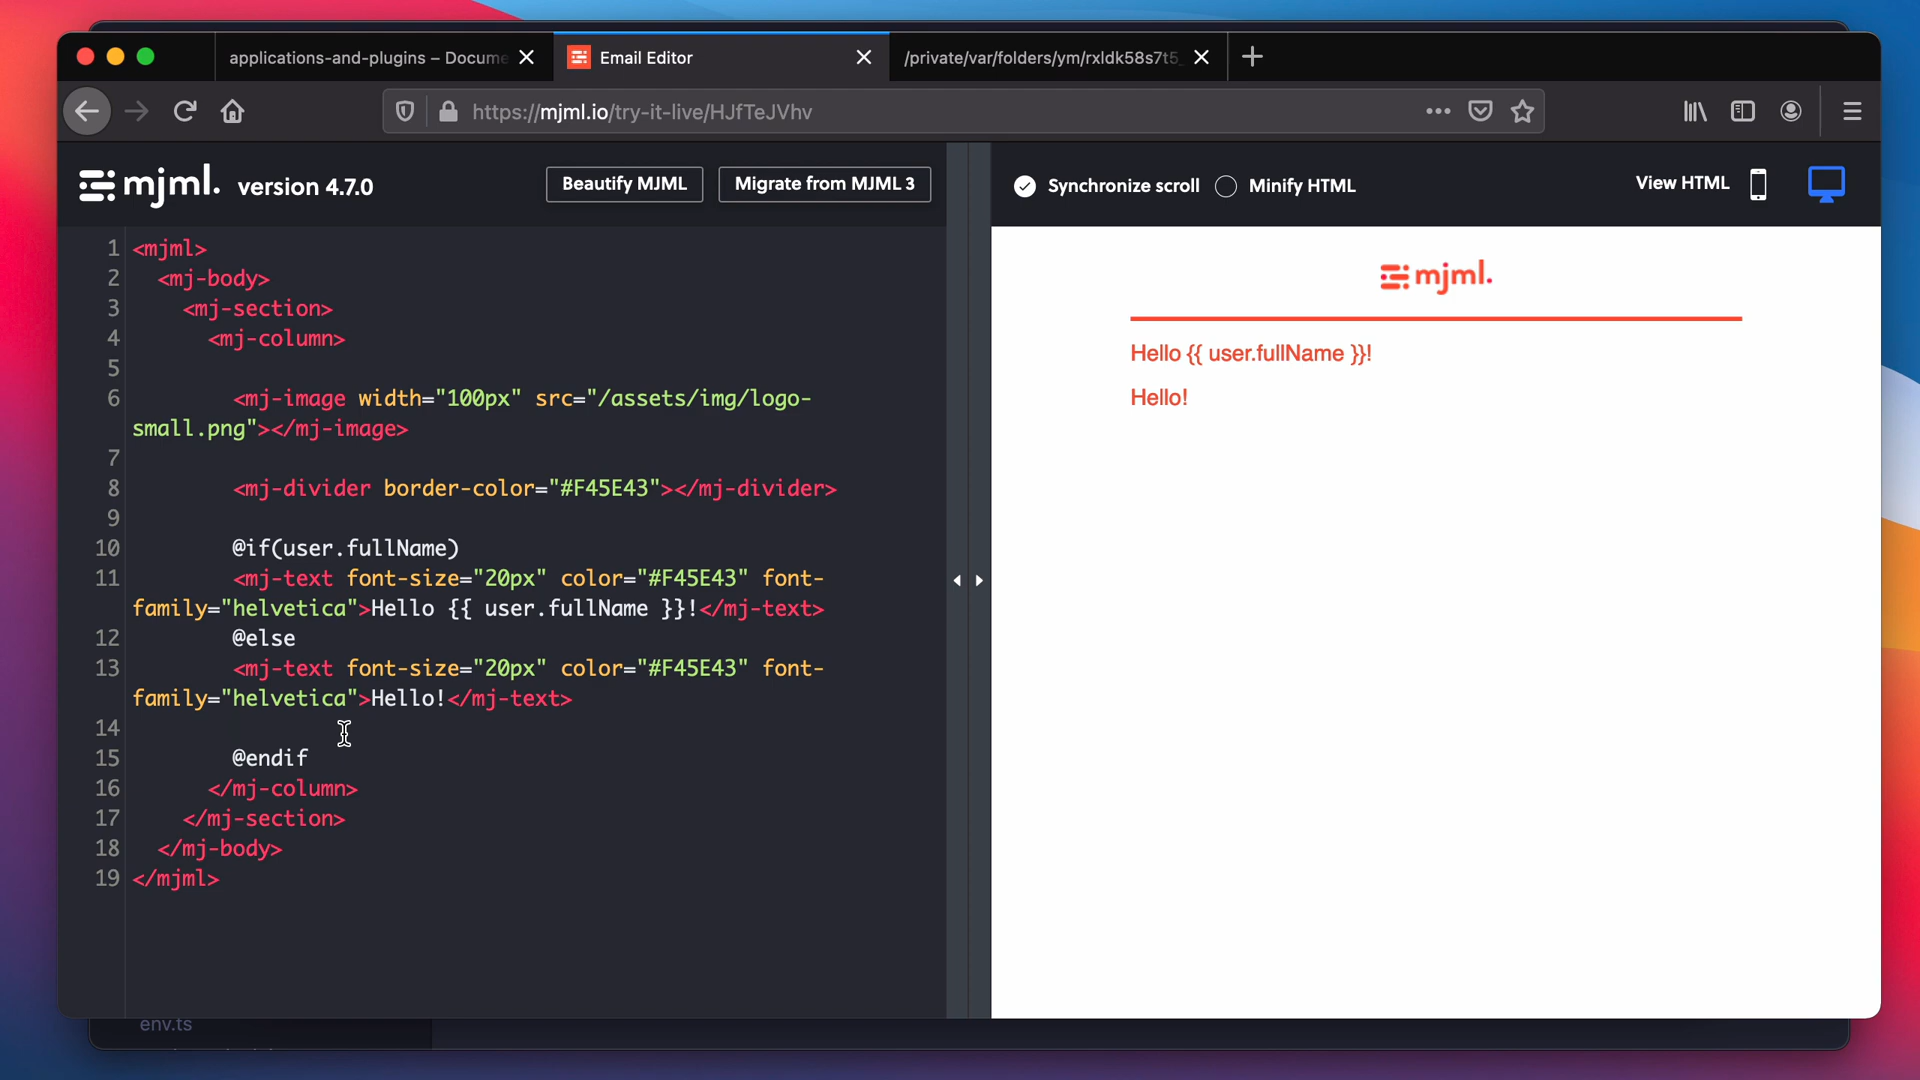 applications-and-plugins – Docume
Email Editor
/private/var/folders/ym/rxldk58s7t5_
https://mjml.io/try-it-live/HJfTeJVhv
mjml. version 4.7.0
Beautify MJML
Migrate from MJML 3
Synchronize scroll
Minify HTML
View HTML
1 <mjml>
2 <mj-body>
3 <mj-section>
4 <mj-column>
5
6 <mj-image width="100px" src="/assets/img/logo-
small.png"></mj-image>
7
8 <mj-divider border-color="#F45E43"></mj-divider>
9
10 @if(user.fullName)
11 <mj-text font-size="20px" color="#F45E43" font-
family="helvetica">Hello {{ user.fullName }}!</mj-text>
12 @else
13 <mj-text font-size="20px" color="#F45E43" font-
family="helvetica">Hello!</mj-text>
14
15 @endif
16 </mj-column>
17 </mj-section>
18 </mj-body>
19 </mjml>
mjml.
Hello {{ user.fullName }}!
Hello!
env.ts